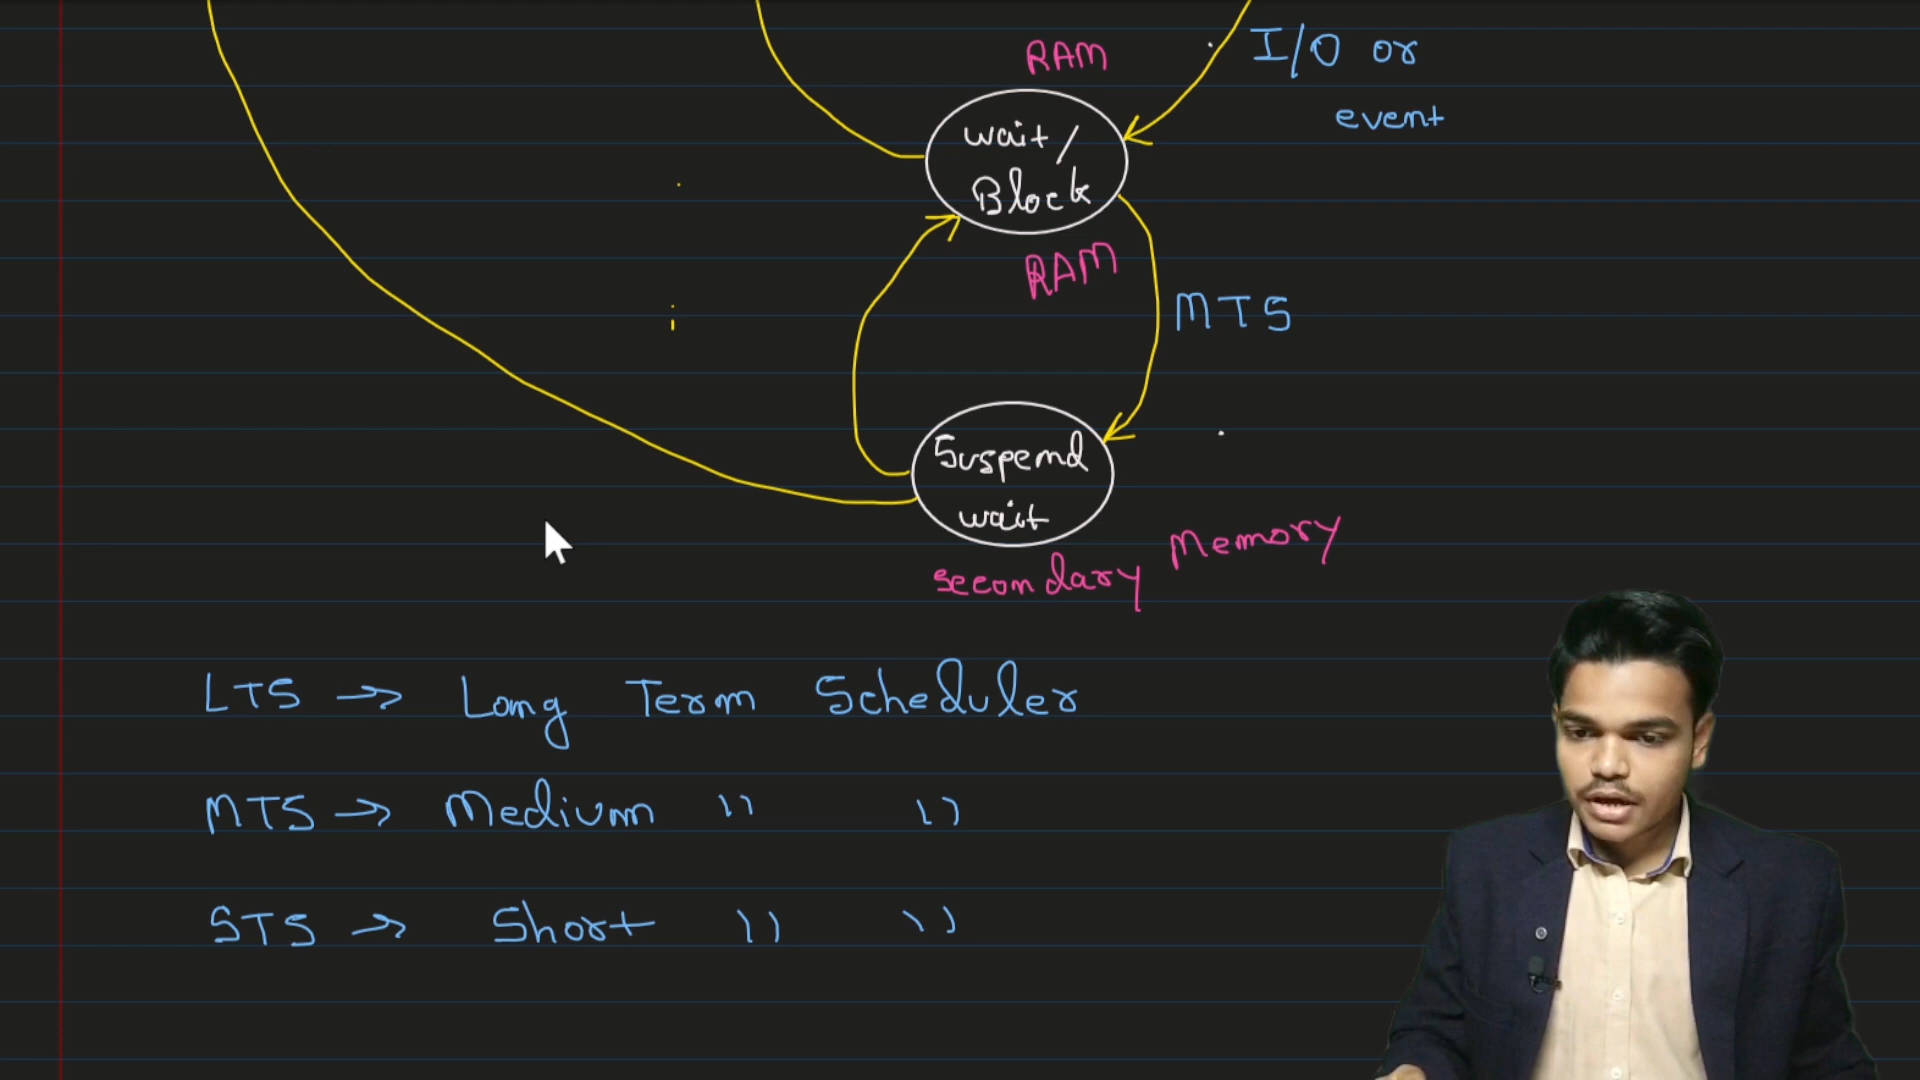 RAM
I/O or
event
wait/
Block
RAM
MTS
Suspend
wait
secondary Memory
LTS → Long Term Scheduler
MTS → Medium " "
STS → Short " "